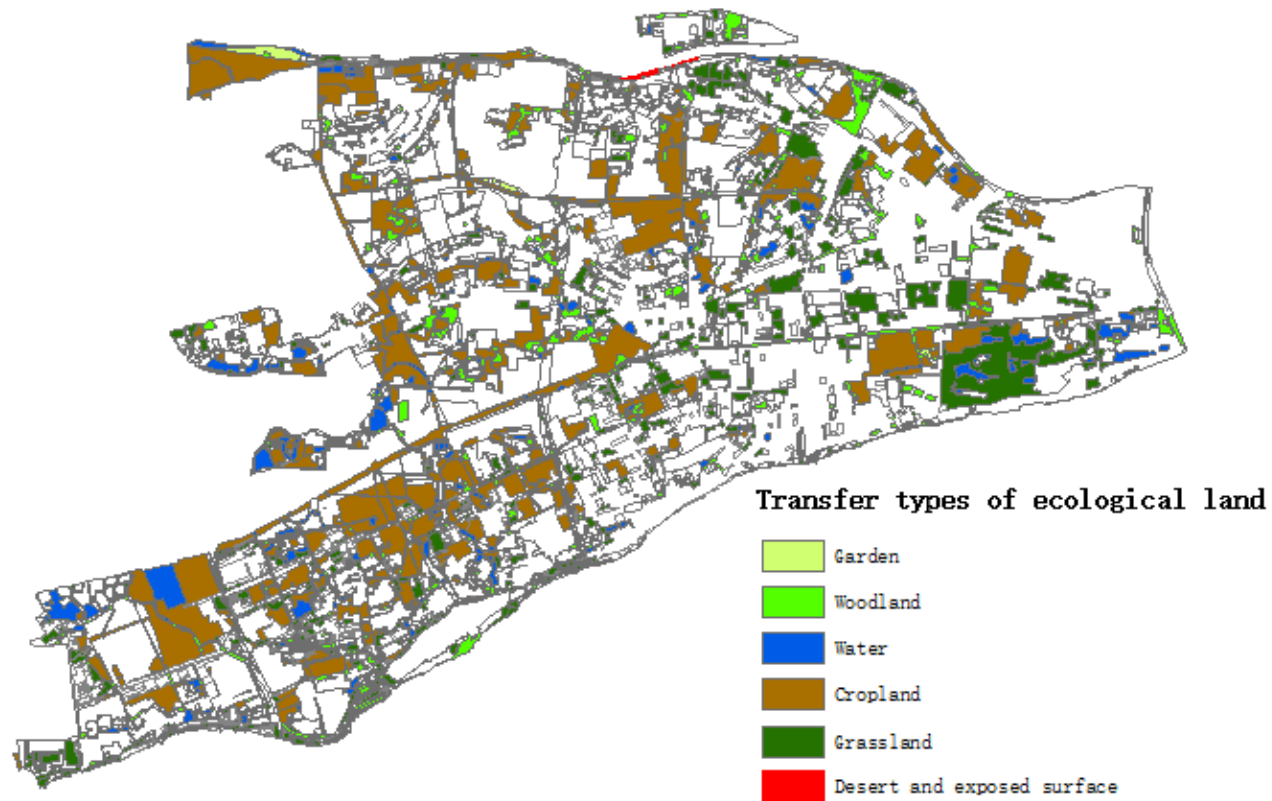 Transfer types of ecological land
Garden
Woodland
Water
Cropland
Grassland
Desert and exposed surface